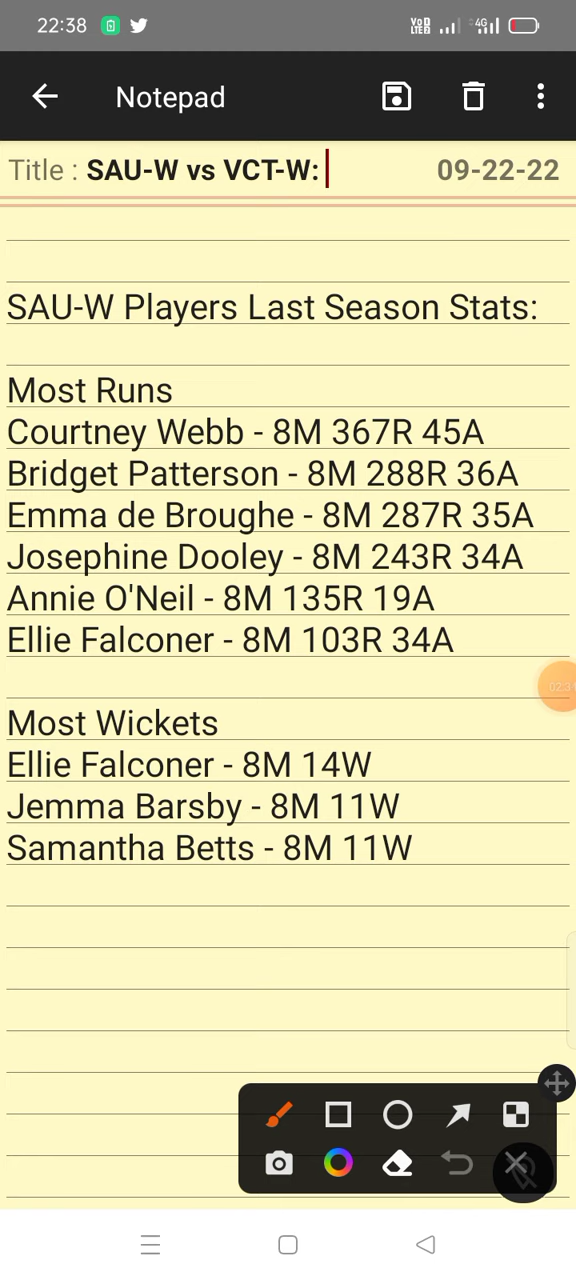 22:38
VoD LTE 4G
Notepad
Title : SAU-W vs VCT-W:
09-22-22
SAU-W Players Last Season Stats:
Most Runs
Courtney Webb - 8M 367R 45A
Bridget Patterson - 8M 288R 36A
Emma de Broughe - 8M 287R 35A
Josephine Dooley - 8M 243R 34A
Annie O'Neil - 8M 135R 19A
Ellie Falconer - 8M 103R 34A
Most Wickets
Ellie Falconer - 8M 14W
Jemma Barsby - 8M 11W
Samantha Betts - 8M 11W